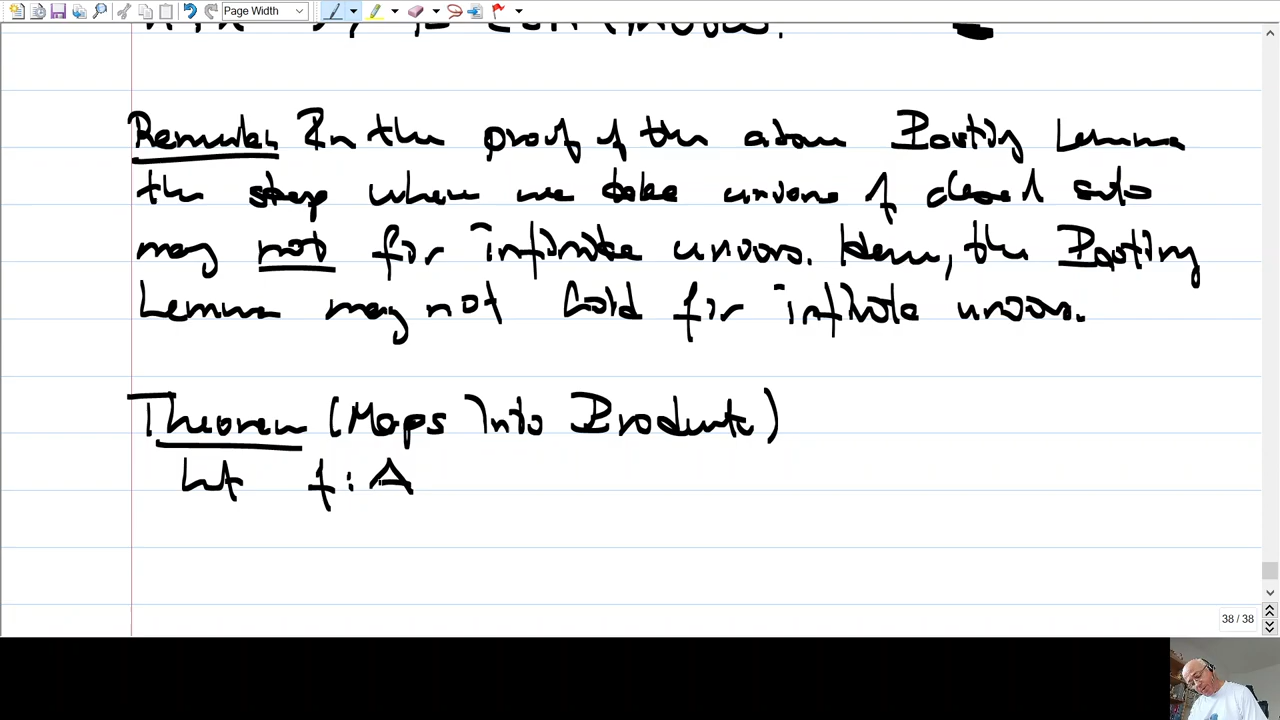 Page Width
Remark: In the proof of the above Pasting Lemma
the step where we take unions of closed sets
may not for infinite unions. Hence, the Pasting
Lemma may not hold for infinite unions.
Theorem (Maps Into Products)
Let f: A
38 / 38